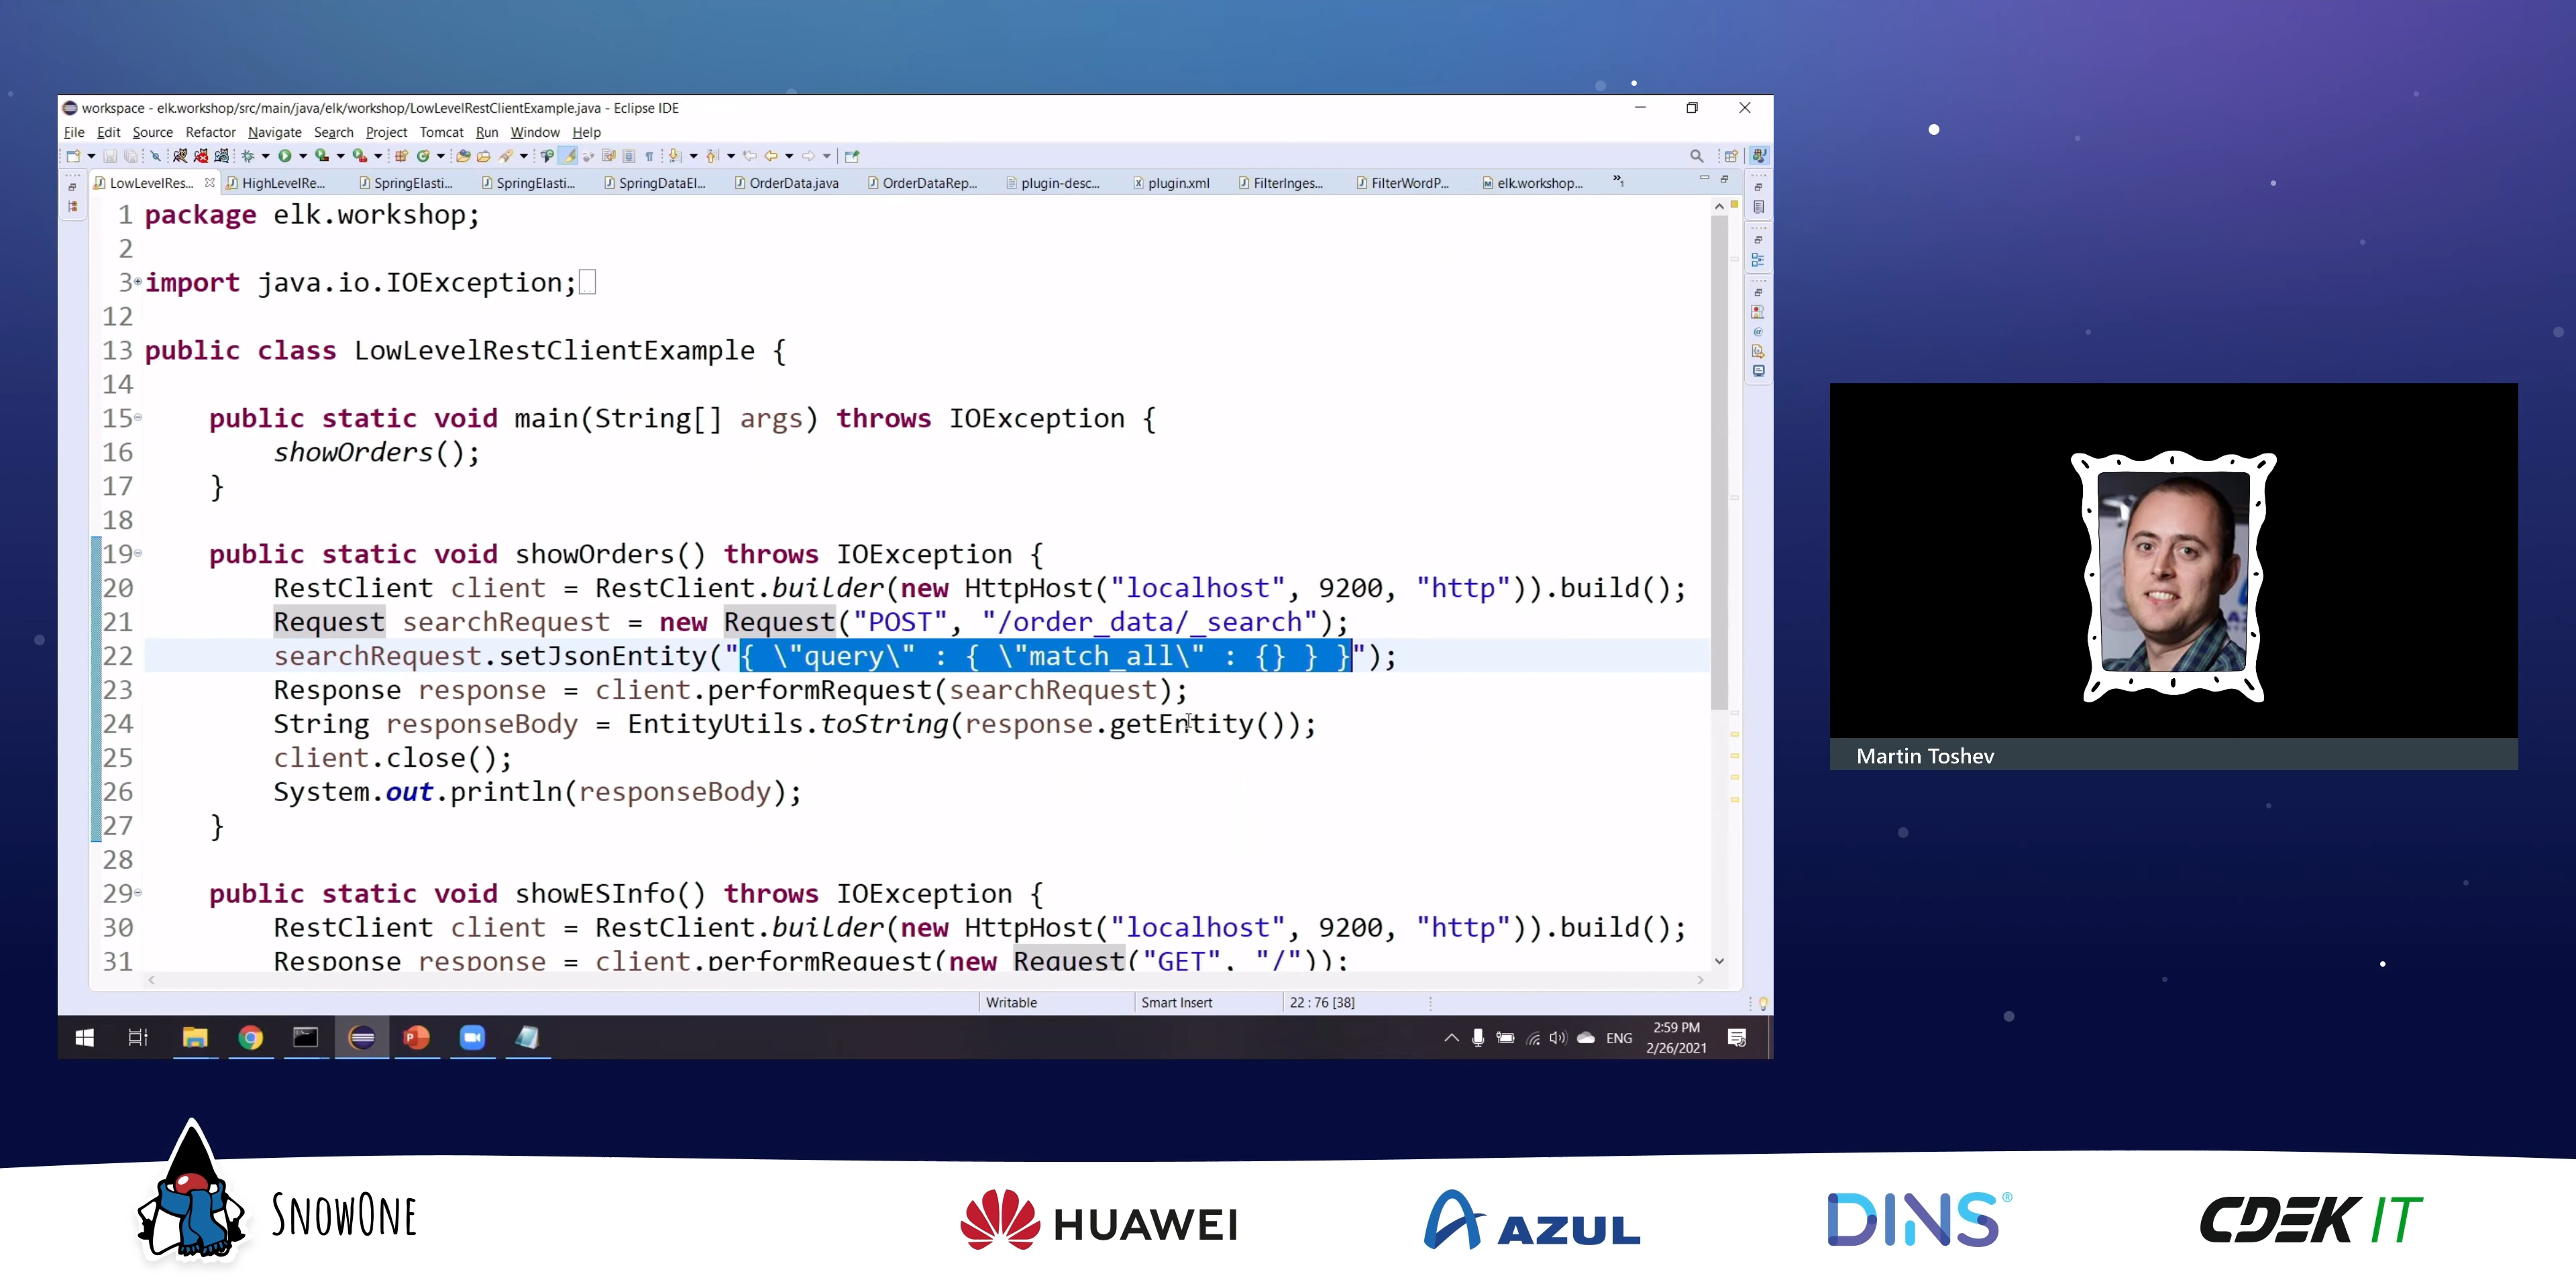 workspace - elk.workshop/src/main/java/elk/workshop/LowLevelRestClientExample.java - Eclipse IDE
File Edit Source Refactor Navigate Search Project Tomcat Run Window Help
LowLevelRes... HighLevelRe... SpringElasti... SpringElasti... SpringDataEl... OrderData.java OrderDataRep... plugin-desc... plugin.xml FilterInges... FilterWordP... elk.workshop... »1
1 package elk.workshop;
2
3 import java.io.IOException;
12
13 public class LowLevelRestClientExample {
14
15 public static void main(String[] args) throws IOException {
16 showOrders();
17 }
18
19 public static void showOrders() throws IOException {
20 RestClient client = RestClient.builder(new HttpHost("localhost", 9200, "http")).build();
21 Request searchRequest = new Request("POST", "/order_data/_search");
22 searchRequest.setJsonEntity("{ \"query\" : { \"match_all\" : {} } }");
23 Response response = client.performRequest(searchRequest);
24 String responseBody = EntityUtils.toString(response.getEntity());
25 client.close();
26 System.out.println(responseBody);
27 }
28
29 public static void showESInfo() throws IOException {
30 RestClient client = RestClient.builder(new HttpHost("localhost", 9200, "http")).build();
31 Response response = client.performRequest(new Request("GET", "/"));
Writable Smart Insert 22 : 76 [38]
ENG
2:59 PM
2/26/2021
Martin Toshev
SNOWONE
HUAWEI
AZUL
DINS®
CDEK IT